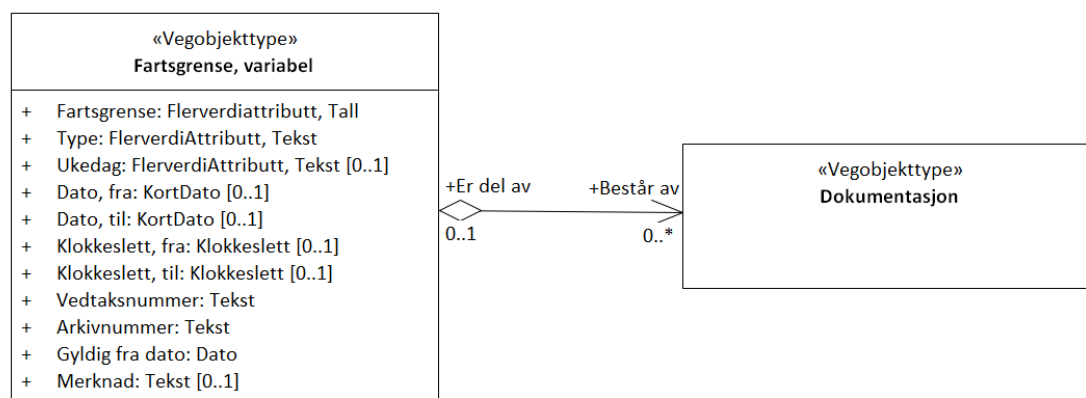 «Vegobjekttype»
Fartsgrense, variabel
+ Fartsgrense: Flerverdiattributt, Tall
+ Type: FlerverdiAttributt, Tekst
+ Ukedag: FlerverdiAttributt, Tekst [0..1]
+ Dato, fra: KortDato [0..1]
+ Dato, til: KortDato [0..1]
+ Klokkeslett, fra: Klokkeslett [0..1]
+ Klokkeslett, til: Klokkeslett [0..1]
+ Vedtaksnummer: Tekst
+ Arkivnummer: Tekst
+ Gyldig fra dato: Dato
+ Merknad: Tekst [0..1]
+Er del av
0..1
+Består av
0..*
«Vegobjekttype»
Dokumentasjon